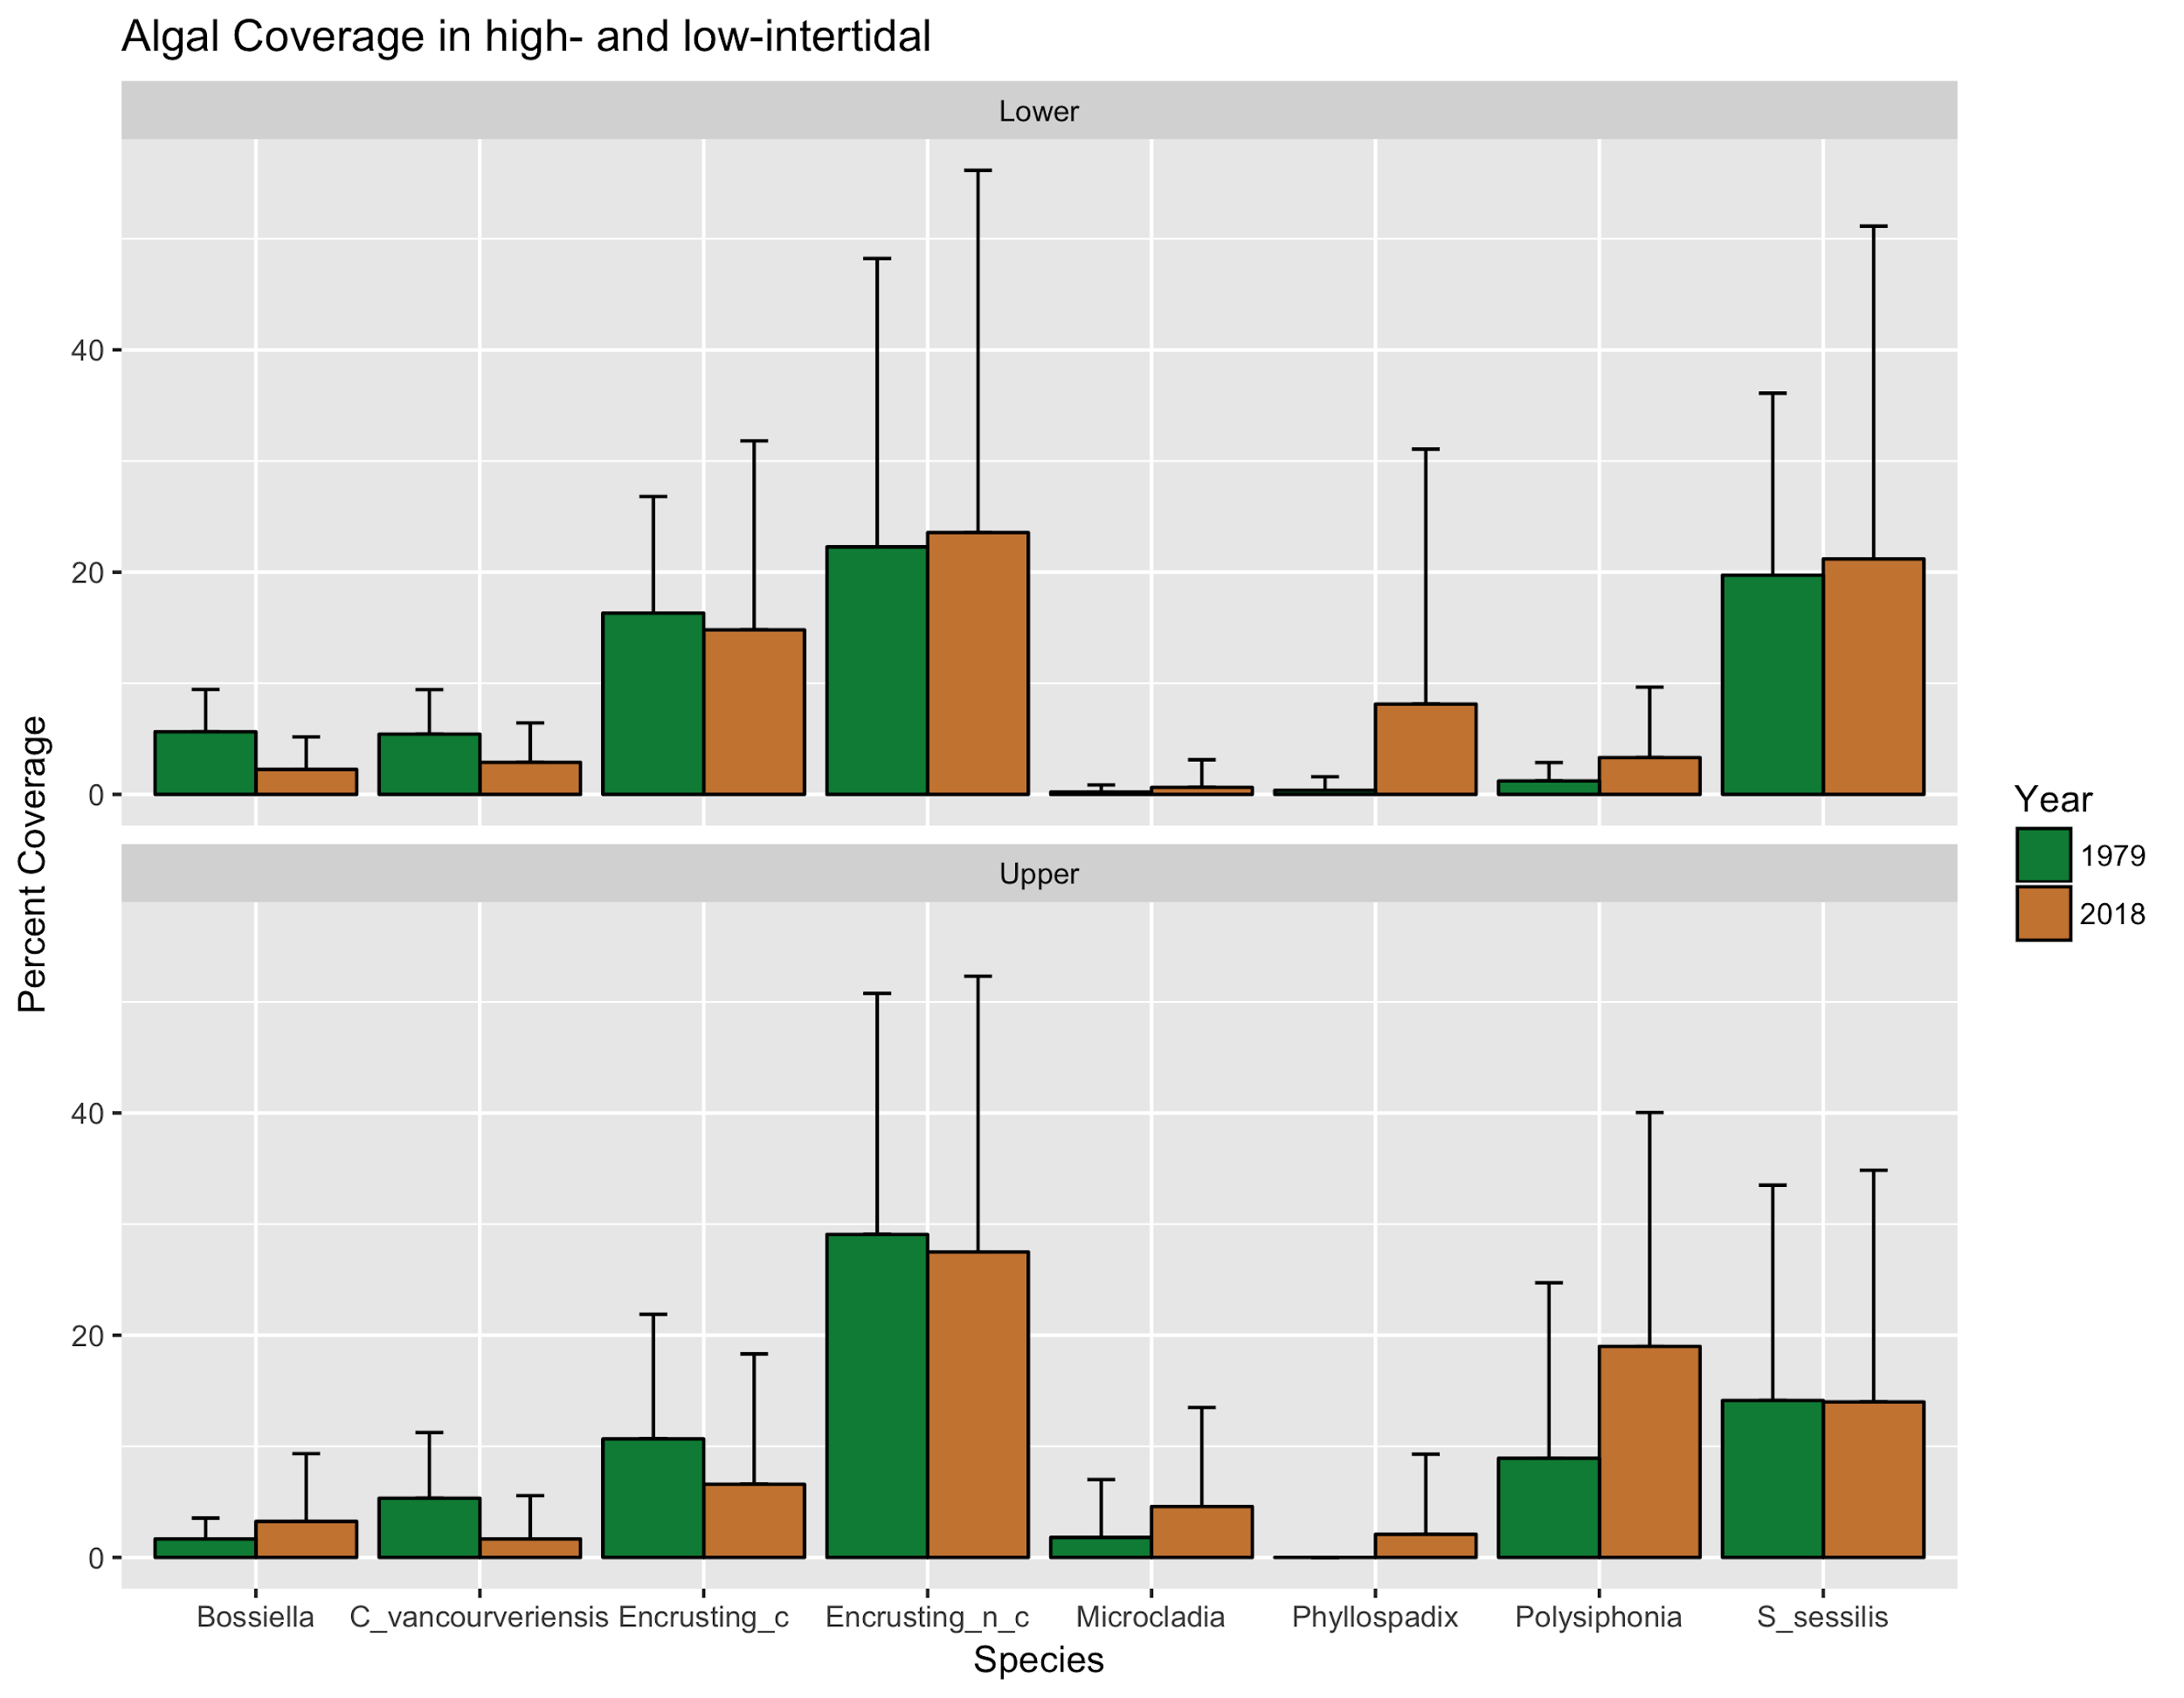 Algal Coverage in high- and low-intertidal
Lower
40
20
0
Percent Coverage
Upper
40
20
0
Bossiella C_vancourveriensis Encrusting_c Encrusting_n_c Microcladia Phyllospadix Polysiphonia S_sessilis
Species
Year
1979
2018